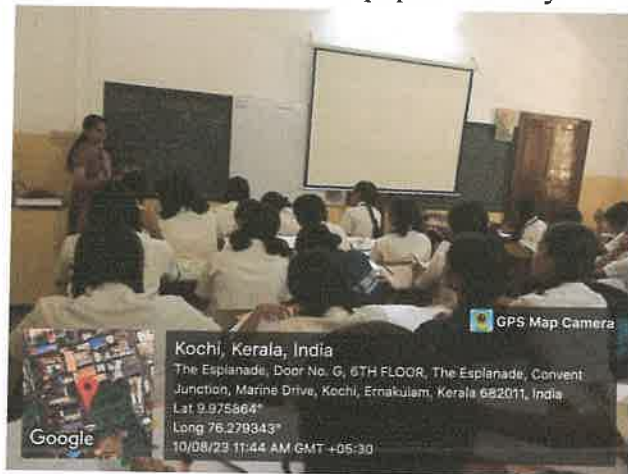 GPS Map Camera
Kochi, Kerala, India
The Esplanade, Door No. G, 6TH FLOOR, The Esplanade, Convent
Junction, Marine Drive, Kochi, Ernakulam, Kerala 682011, India
Lat 9.975864°
Long 76.279343°
10/08/23 11:44 AM GMT +05:30
Google